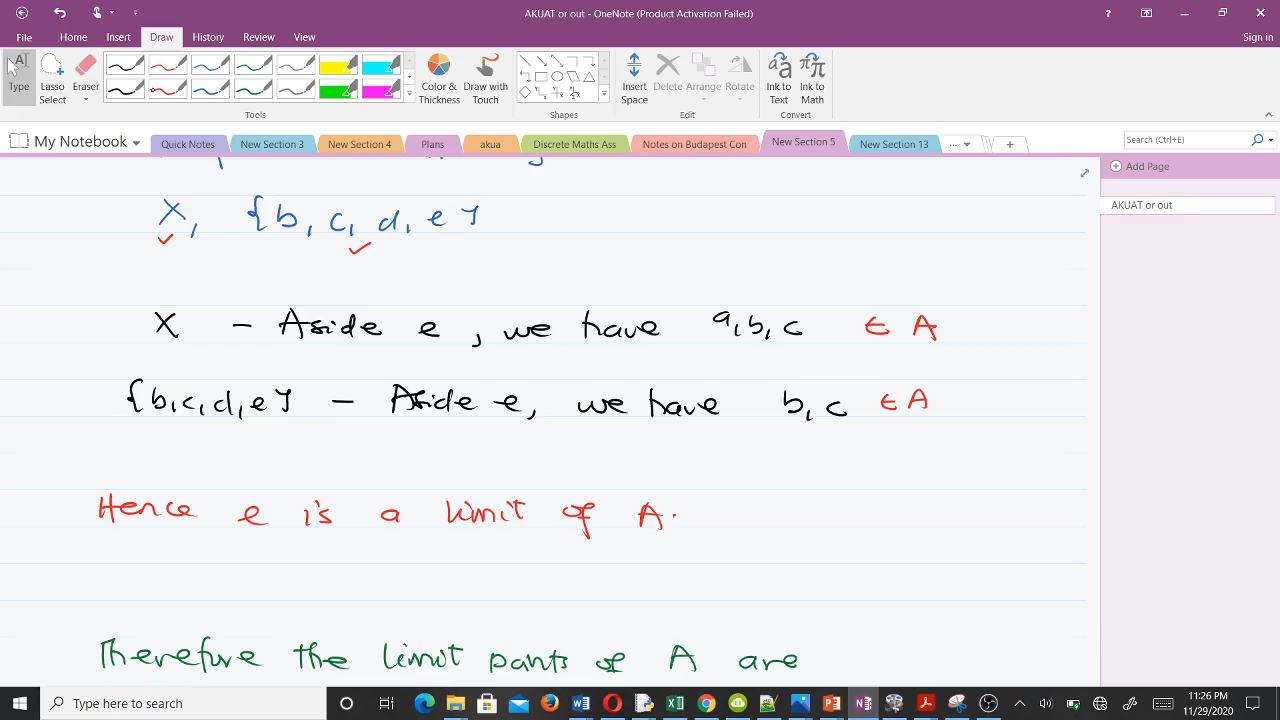 AKUAT or out - OneNote (Product Activation Failed)
File Home Insert Draw History Review View Sign in
Type Lasso Select Eraser Color & Thickness Draw with Touch Insert Space Delete Arrange Rotate Ink to Text Ink to Math
Tools Shapes Edit Convert
My Notebook Quick Notes New Section 3 New Section 4 Plans akua Discrete Maths Ass Notes on Budapest Con New Section 5 New Section 13 ... Search (Ctrl+E)
Add Page
AKUAT or out
X, {b, c, d, e}
X – Aside e, we have a, b, c ∈ A
{b, c, d, e} – Aside e, we have b, c ∈ A
Hence e is a limit of A.
Therefore the limit points of A are
Type here to search
11:26 PM
11/29/2020